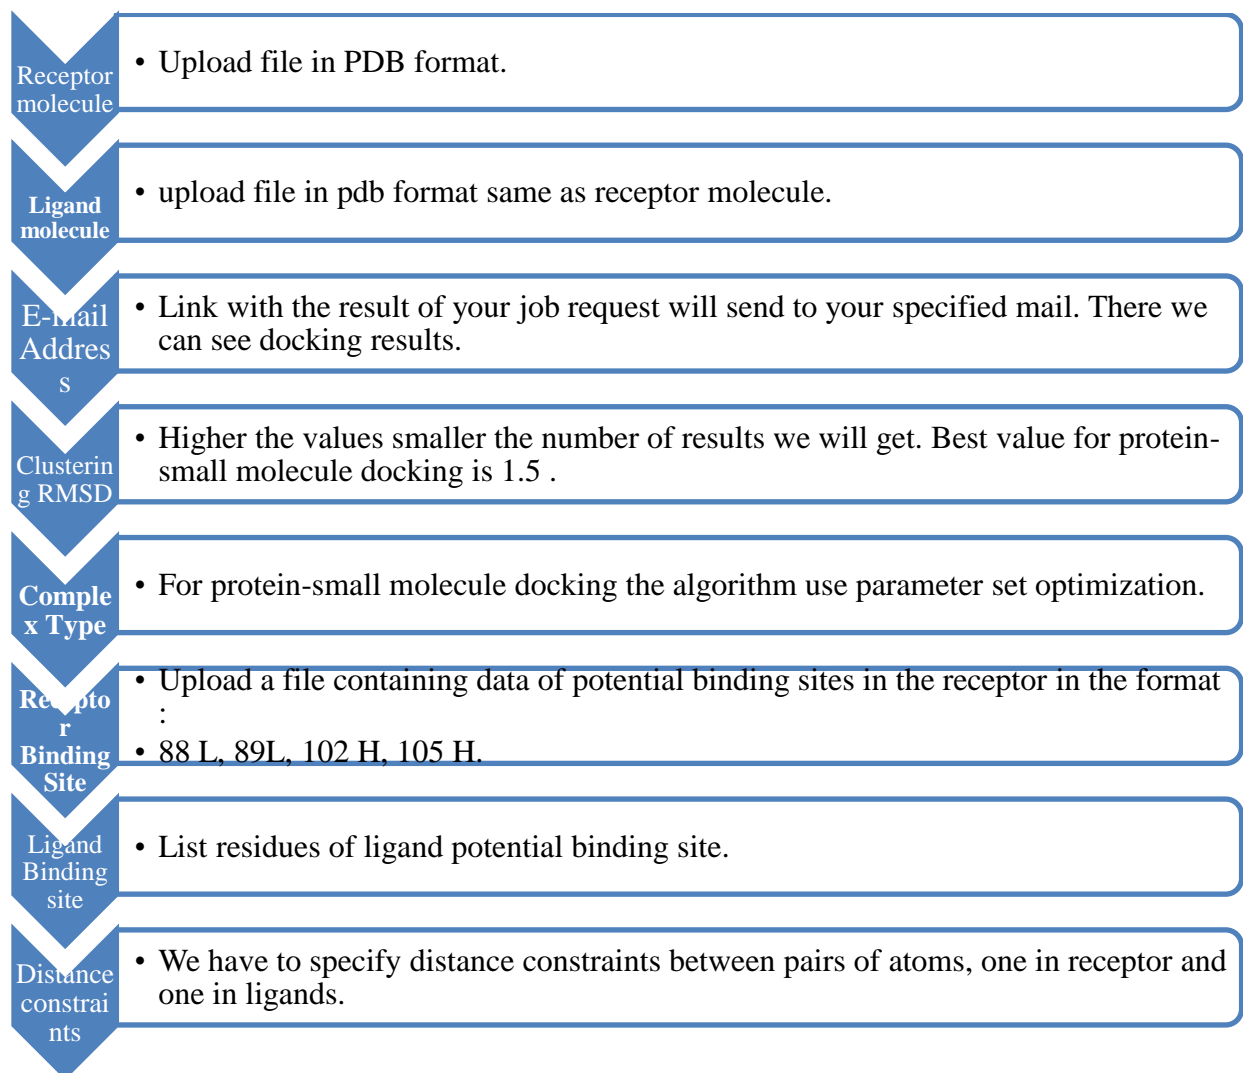 Receptor
molecule
• Upload file in PDB format.
Ligand
molecule
• upload file in pdb format same as receptor molecule.
E-mail
Addres
s
• Link with the result of your job request will send to your specified mail. There we
can see docking results.
Clusterin
g RMSD
• Higher the values smaller the number of results we will get. Best value for protein-
small molecule docking is 1.5 .
Comple
x Type
• For protein-small molecule docking the algorithm use parameter set optimization.
Recepto
r
Binding
Site
• Upload a file containing data of potential binding sites in the receptor in the format
:
• 88 L, 89L, 102 H, 105 H.
Ligand
Binding
site
• List residues of ligand potential binding site.
Distance
constrai
nts
• We have to specify distance constraints between pairs of atoms, one in receptor and
one in ligands.